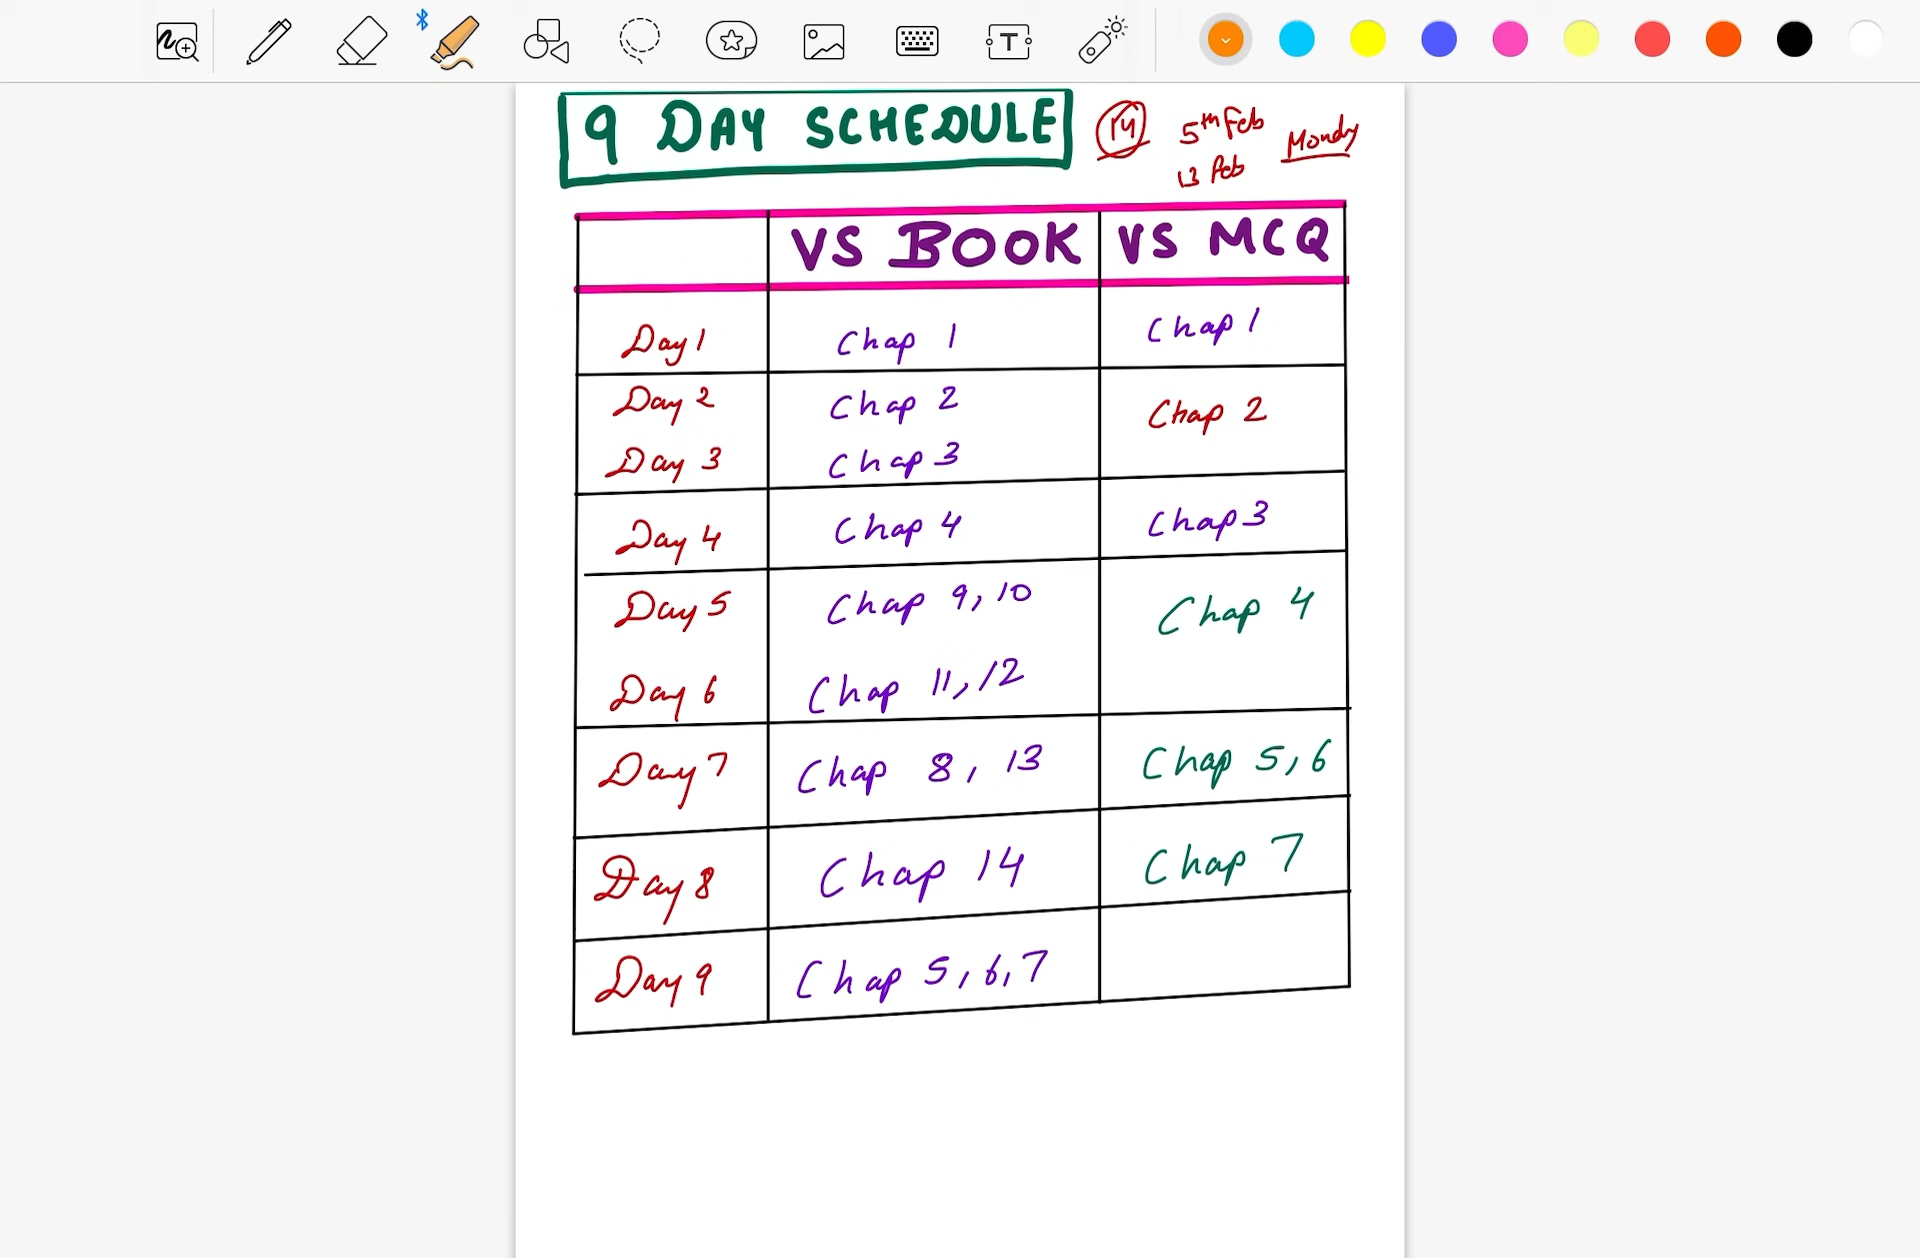 9 DAY SCHEDULE 14 5th Feb Monday
13 Feb
VS BOOK VS MCQ
Day 1 Chap 1 Chap 1
Day 2 Chap 2 Chap 2
Day 3 Chap 3
Day 4 Chap 4 Chap 3
Day 5 Chap 9, 10 Chap 4
Day 6 Chap 11, 12
Day 7 Chap 8, 13 Chap 5, 6
Day 8 Chap 14 Chap 7
Day 9 Chap 5, 6, 7